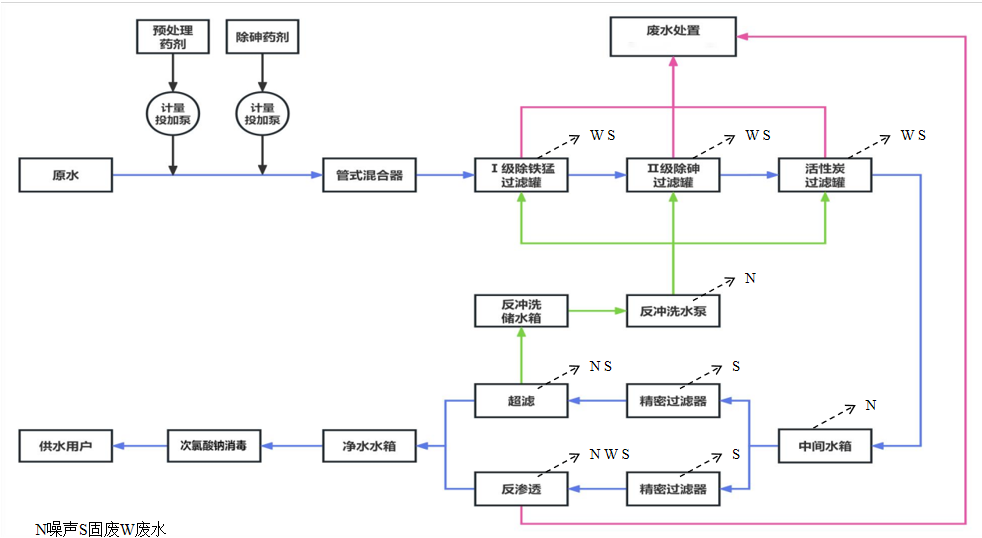 预处理
药剂
除砷药剂
废水处置
计量
投加泵
计量
投加泵
W S
W S
W S
原水
管式混合器
Ⅰ级除铁猛
过滤罐
Ⅱ级除砷
过滤罐
活性炭
过滤罐
N
反冲洗
储水箱
反冲洗水泵
N S
S
超滤
精密过滤器
N
供水用户
次氯酸钠消毒
净水水箱
中间水箱
N W S
S
反渗透
精密过滤器
N噪声S固废W废水